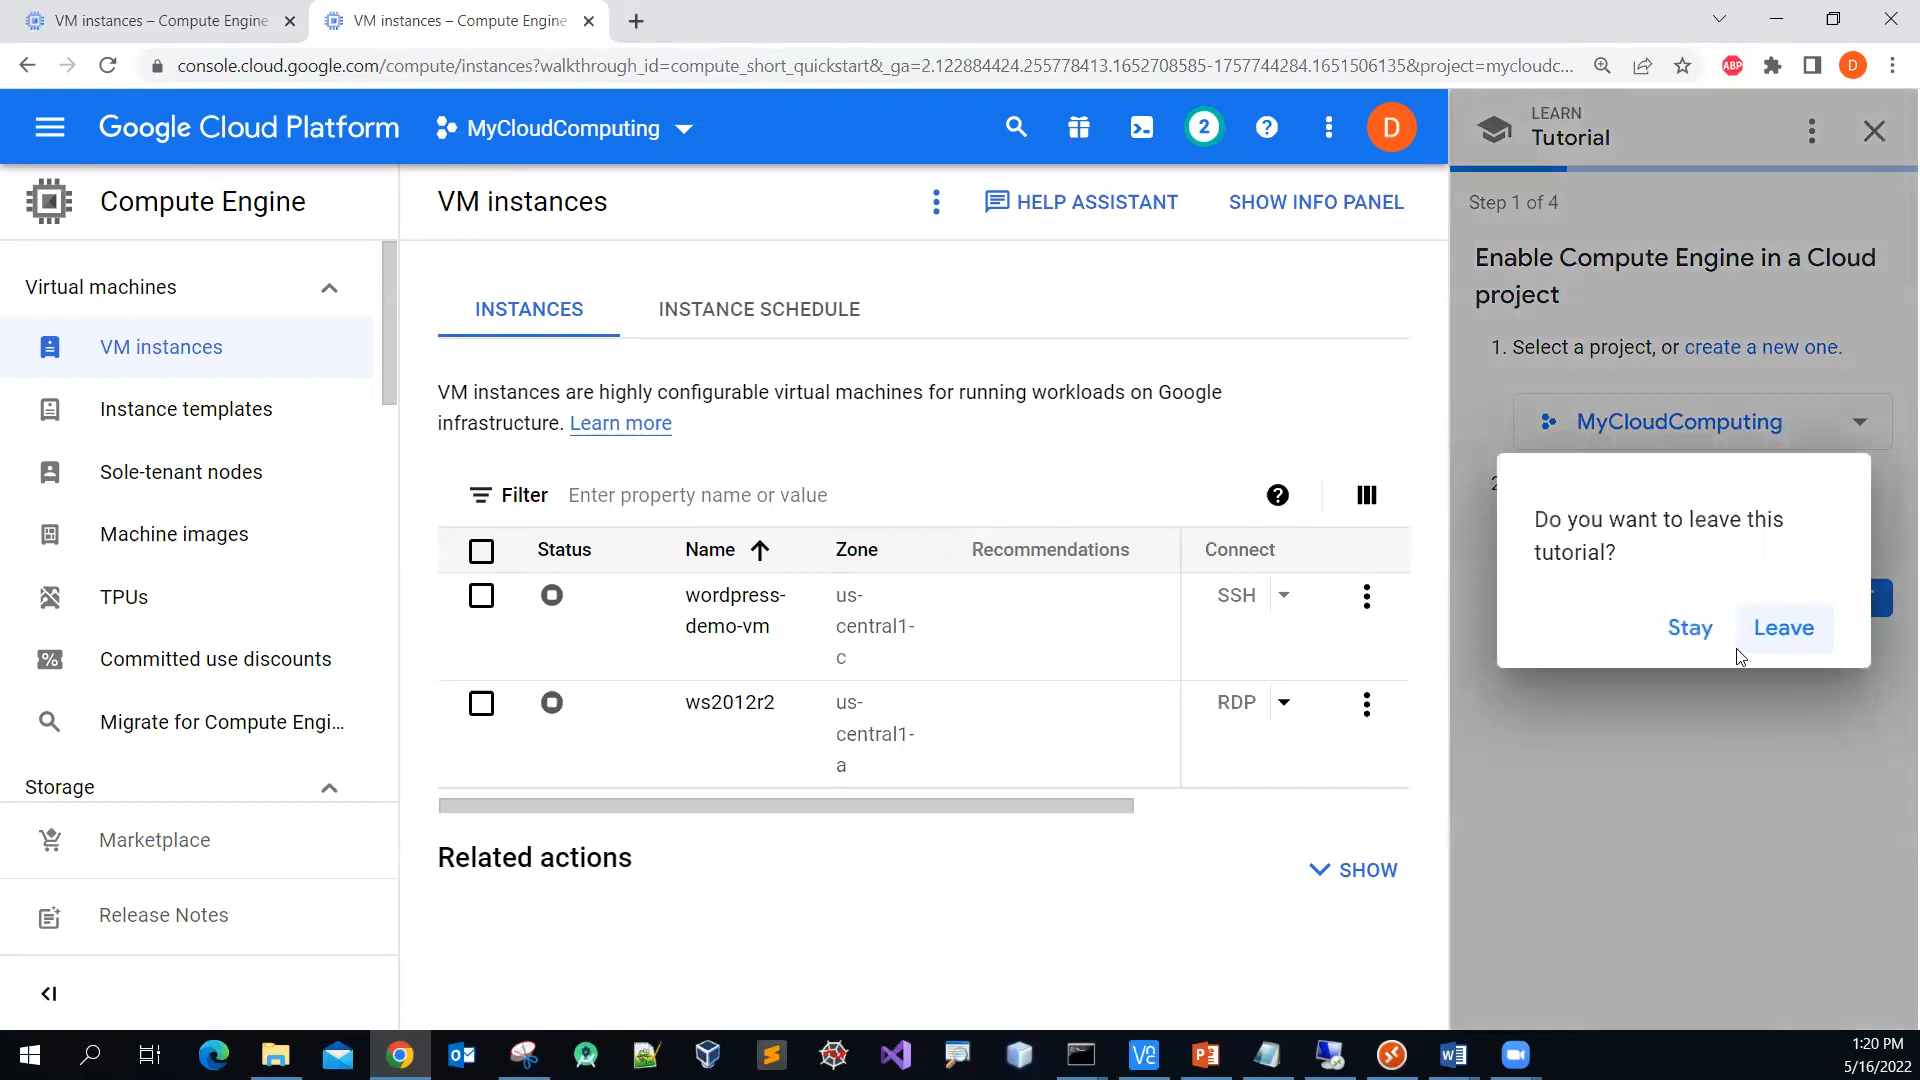 VM instances – Compute Engine
VM instances – Compute Engine
console.cloud.google.com/compute/instances?walkthrough_id=compute_short_quickstart&_ga=2.122884424.255778413.1652708585-1757744284.1651506135&project=mycloudc...
ABP
D
Google Cloud Platform
MyCloudComputing
2
D
LEARN
Tutorial
Compute Engine
VM instances
HELP ASSISTANT
SHOW INFO PANEL
Step 1 of 4
Enable Compute Engine in a Cloud
project
1. Select a project, or create a new one.
MyCloudComputing
Do you want to leave this
tutorial?
Stay
Leave
Virtual machines
VM instances
Instance templates
Sole-tenant nodes
Machine images
TPUs
Committed use discounts
Migrate for Compute Engi...
Storage
Marketplace
Release Notes
INSTANCES
INSTANCE SCHEDULE
VM instances are highly configurable virtual machines for running workloads on Google
infrastructure. Learn more
Filter
Enter property name or value
Status
Name
Zone
Recommendations
Connect
wordpress-
demo-vm
us-
central1-
c
SSH
ws2012r2
us-
central1-
a
RDP
Related actions
SHOW
1:20 PM
5/16/2022